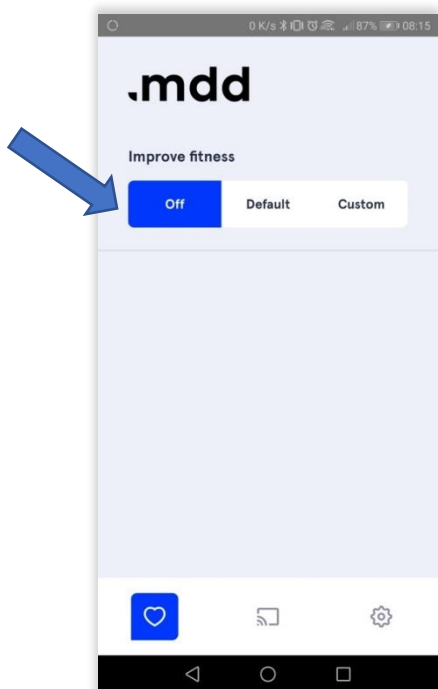 0 K/s 87% 08:15
.mdd
Improve fitness
Off Default Custom